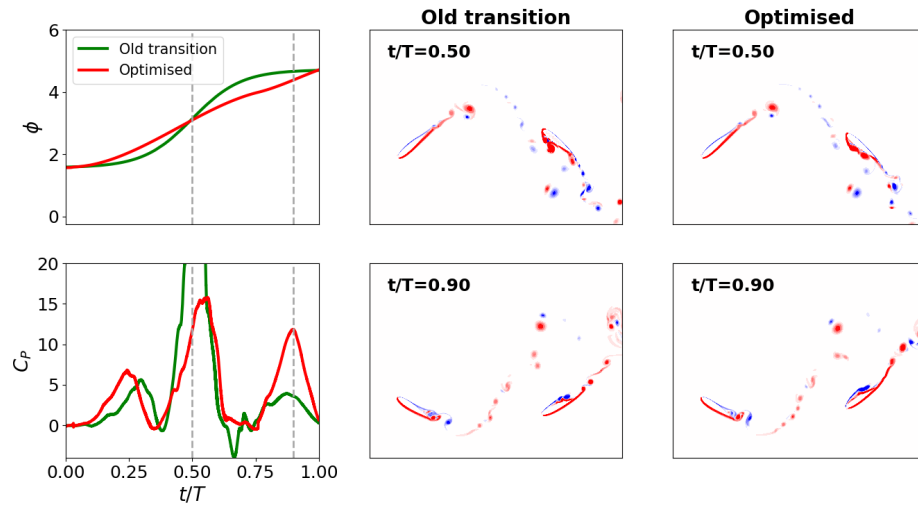 Old transition
Optimised
6
4
2
0
ϕ
Old transition
Optimised
t/T=0.50
t/T=0.50
20
15
10
5
0
C_P
0.00 0.25 0.50 0.75 1.00
t/T
t/T=0.90
t/T=0.90